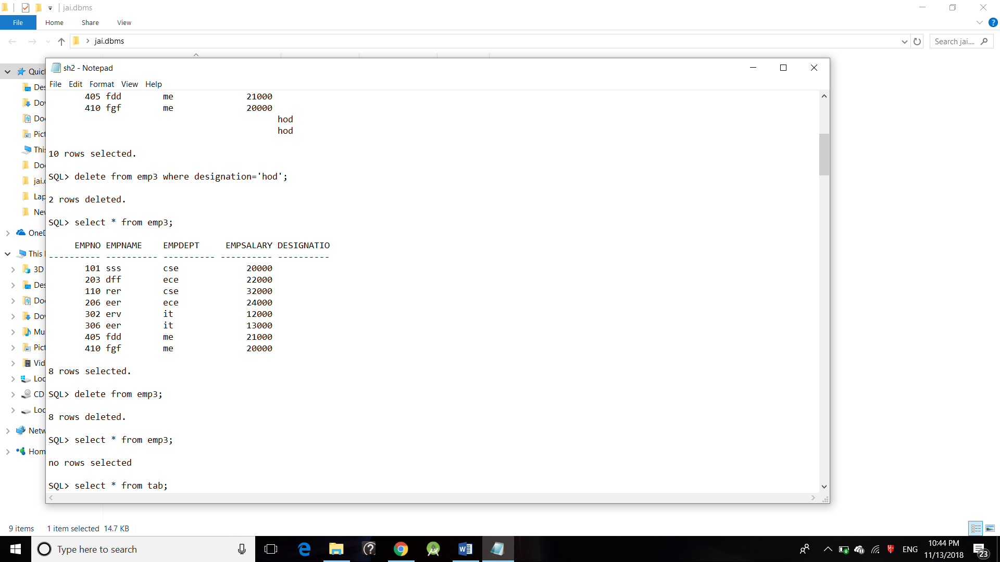 jai.dbms
File Home Share View
jai.dbms
Search jai....
sh2 - Notepad
File Edit Format View Help
405 fdd me 21000
410 fgf me 20000
hod
hod
10 rows selected.
SQL> delete from emp3 where designation='hod';
2 rows deleted.
SQL> select * from emp3;
EMPNO EMPNAME EMPDEPT EMPSALARY DESIGNATIO
---------- ---------- ---------- ---------- ----------
101 sss cse 20000
203 dff ece 22000
110 rer cse 32000
206 eer ece 24000
302 erv it 12000
306 eer it 13000
405 fdd me 21000
410 fgf me 20000
8 rows selected.
SQL> delete from emp3;
8 rows deleted.
SQL> select * from emp3;
no rows selected
SQL> select * from tab;
Quic
Des
Dov
Doc
Pict
This
Doc
jai.c
Lap
Nev
OneD
This
3D
Des
Doc
Dov
Mus
Pict
Vid
Loc
CD
Loc
Netw
Hom
9 items 1 item selected 14.7 KB
Type here to search
ENG
10:44 PM
11/13/2018
23